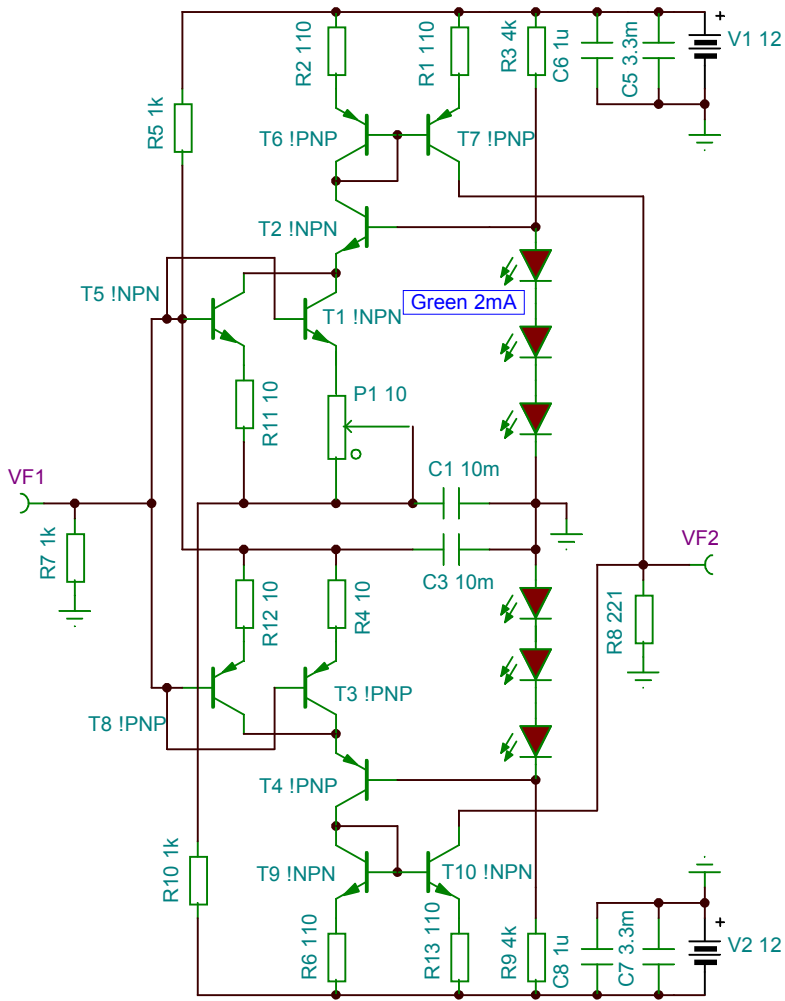 R2 110
R1 110
R3 4k
C6 1u
C5 3.3m
+
V1 12
R5 1k
T6 !PNP
T7 !PNP
T2 !NPN
T5 !NPN
T1 !NPN
Green 2mA
R11 10
P1 10
VF1
C1 10m
VF2
R7 1k
C3 10m
R12 10
R4 10
R8 221
T8 !PNP
T3 !PNP
T4 !PNP
R10 1k
T9 !NPN
T10 !NPN
R6 110
R13 110
R9 4k
C8 1u
C7 3.3m
+
V2 12